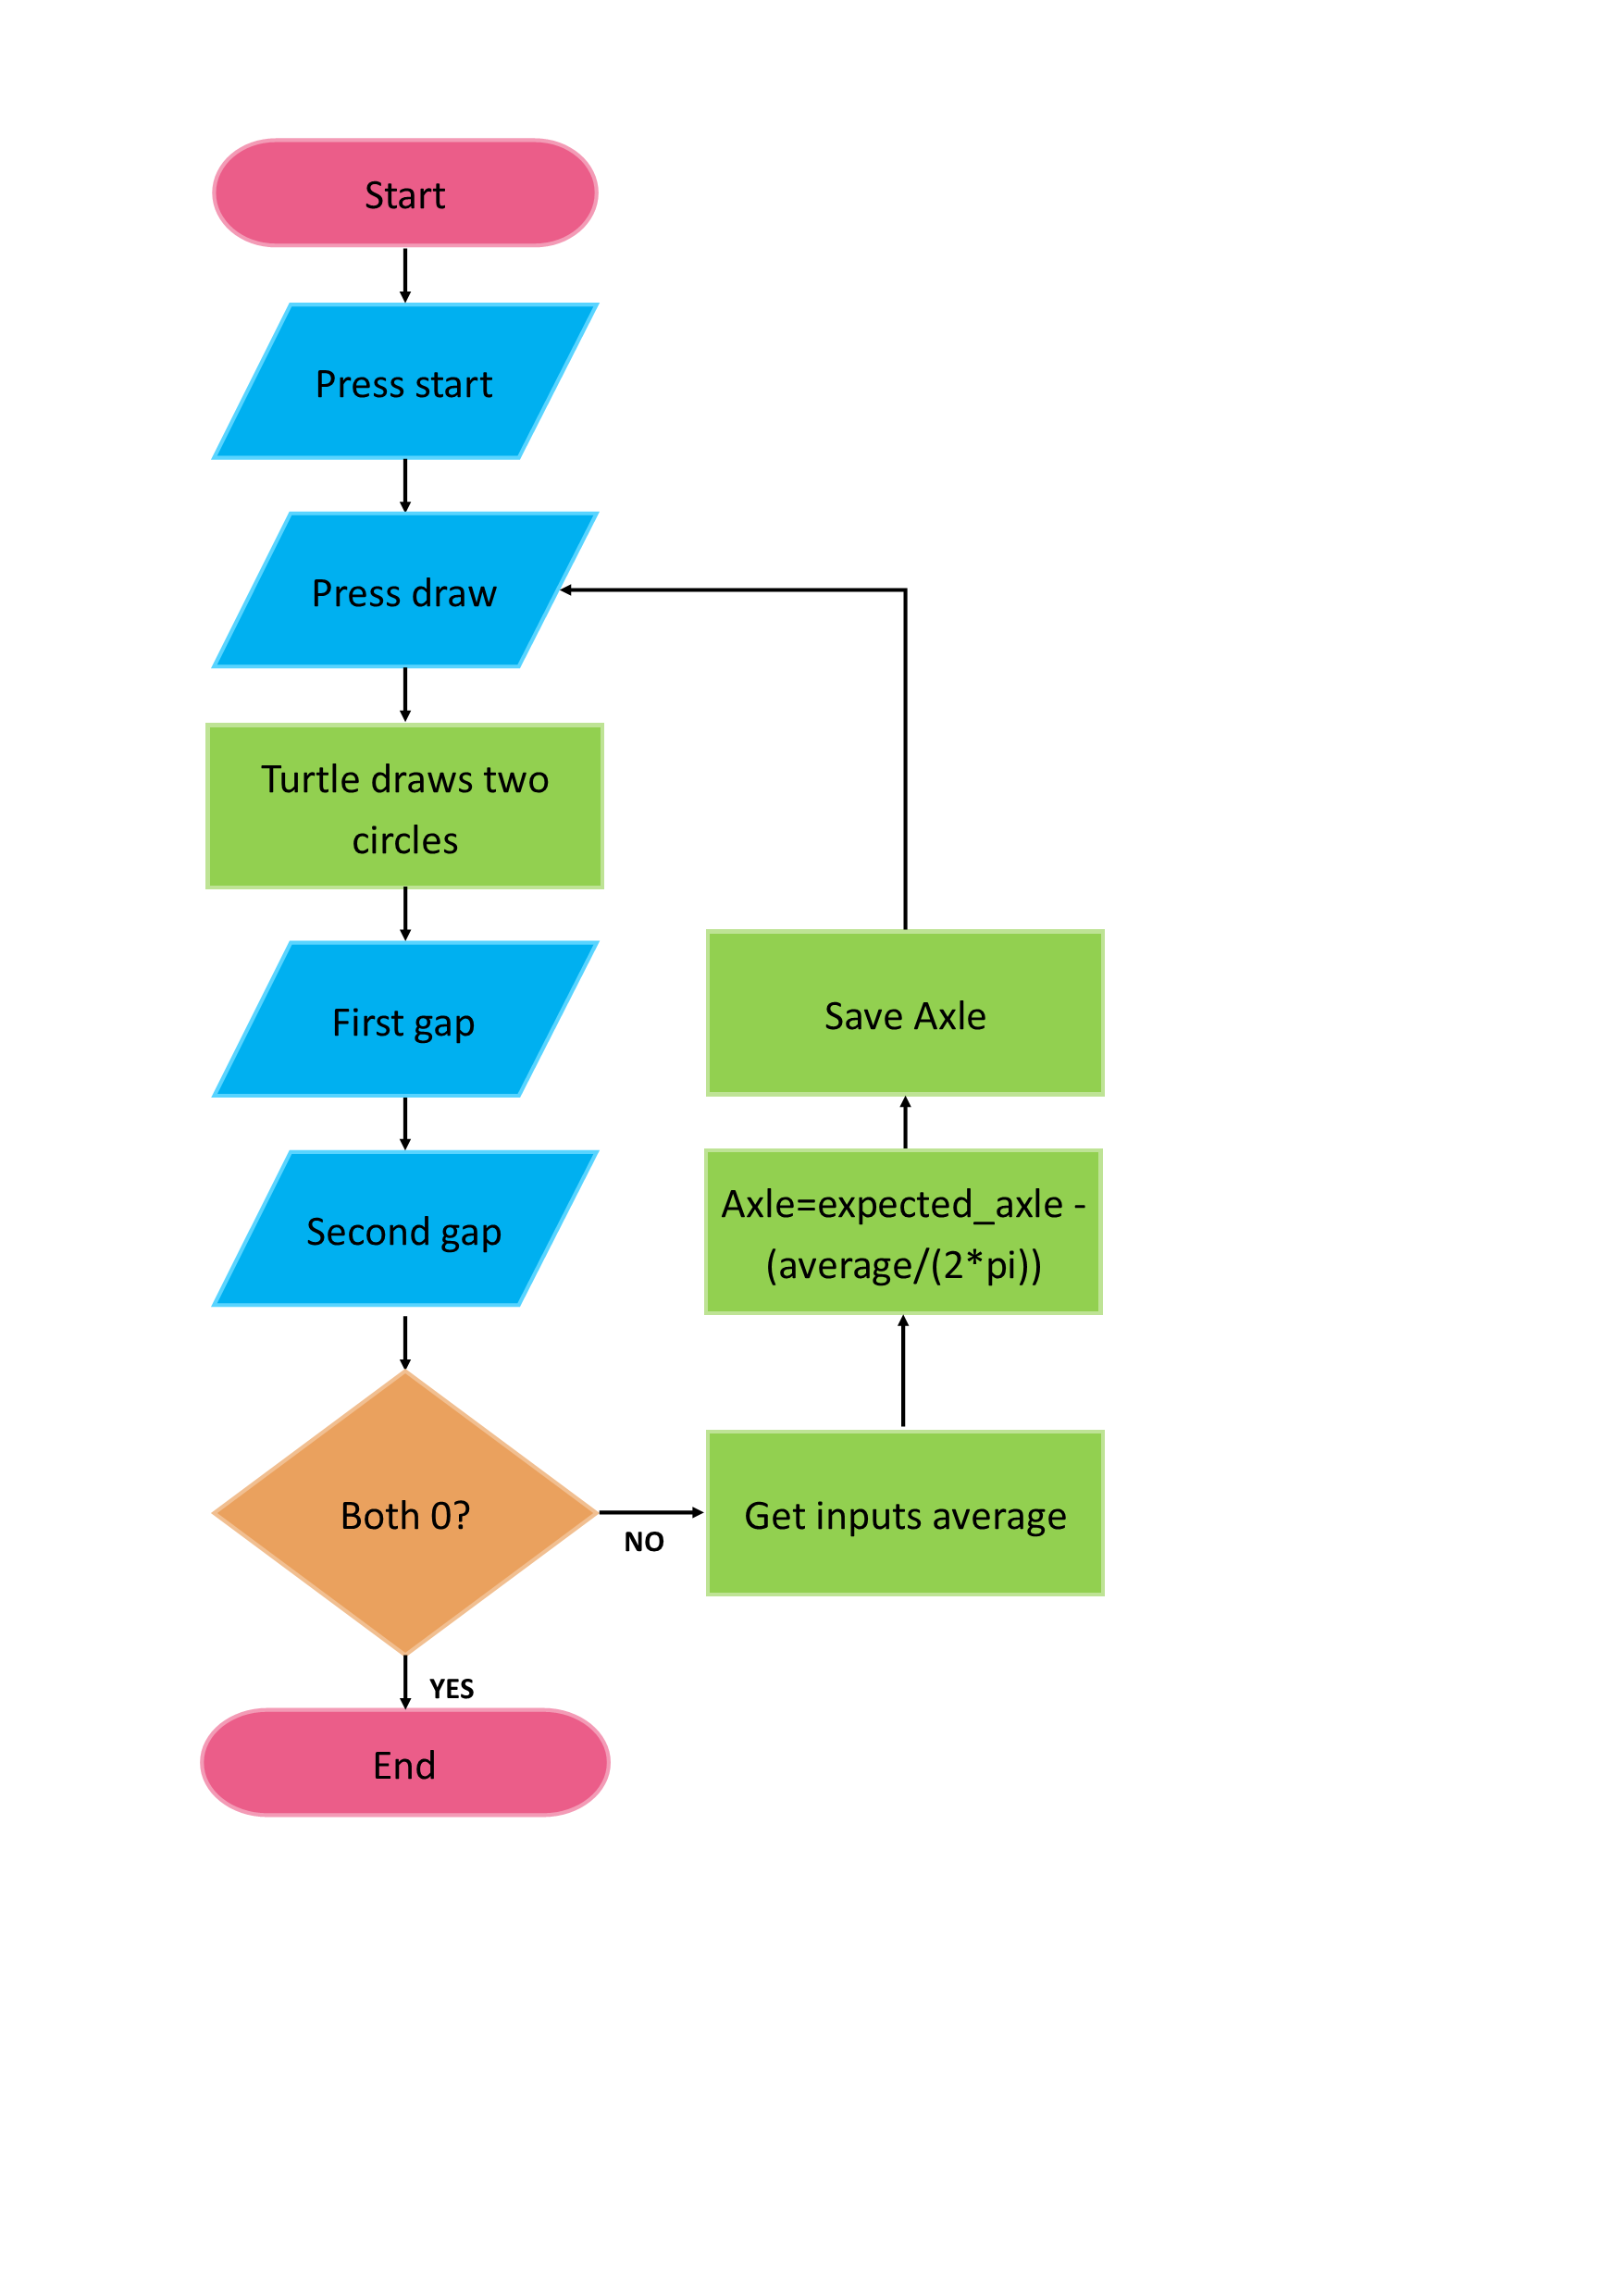 Start
Press start
Press draw
Turtle draws two
circles
First gap
Second gap
Both 0?
NO
Get inputs average
Axle=expected_axle -
(average/(2*pi))
Save Axle
YES
End